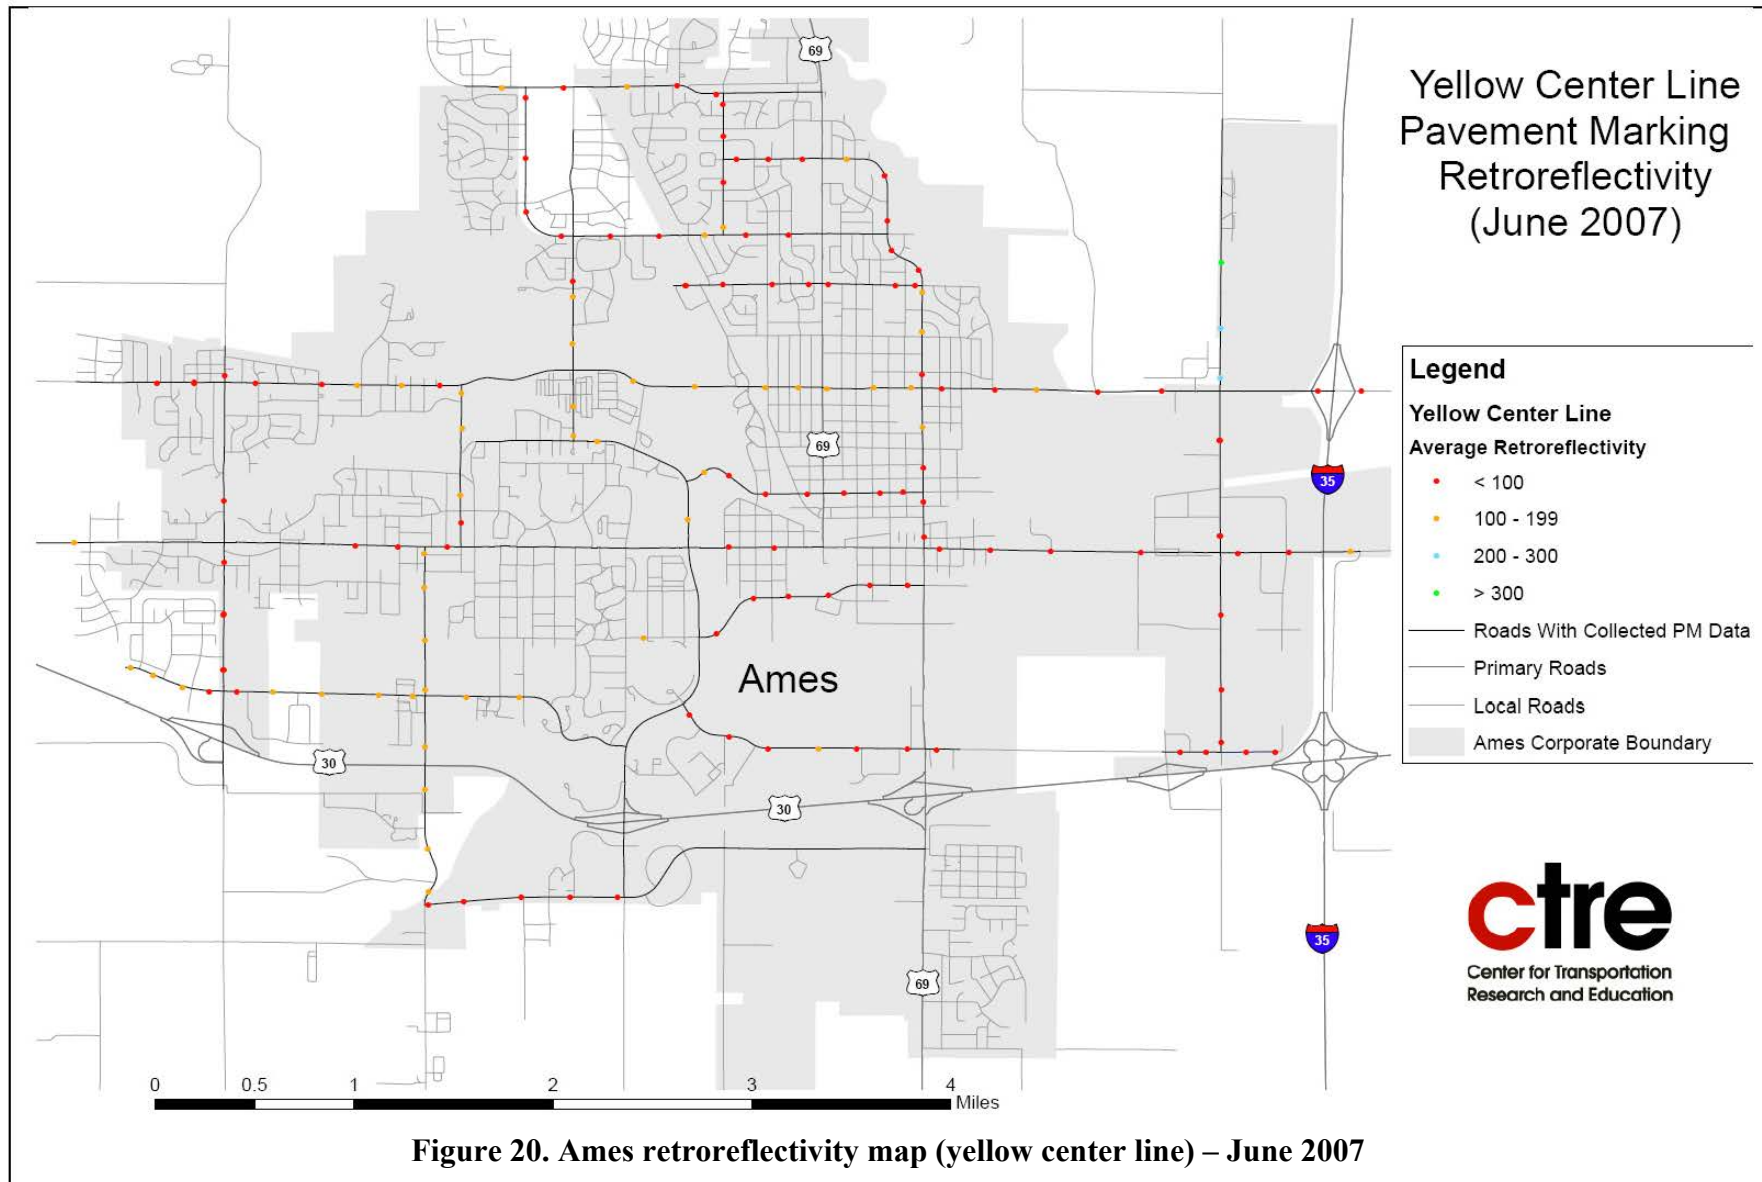 69
Yellow Center Line
Pavement Marking
Retroreflectivity
(June 2007)
Legend
Yellow Center Line
Average Retroreflectivity
< 100
100 - 199
200 - 300
> 300
Roads With Collected PM Data
Primary Roads
Local Roads
Ames Corporate Boundary
69
35
Ames
30
30
35
69
ctre
Center for Transportation
Research and Education
0 0.5 1 2 3 4
Miles
Figure 20. Ames retroreflectivity map (yellow center line) – June 2007